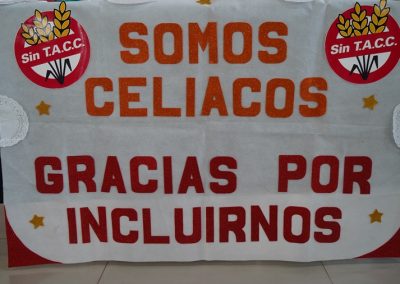 Sin T.A.C.C.
Sin T.A.C.C.
SOMOS
CELIACOS
GRACIAS POR
INCLUIRNOS